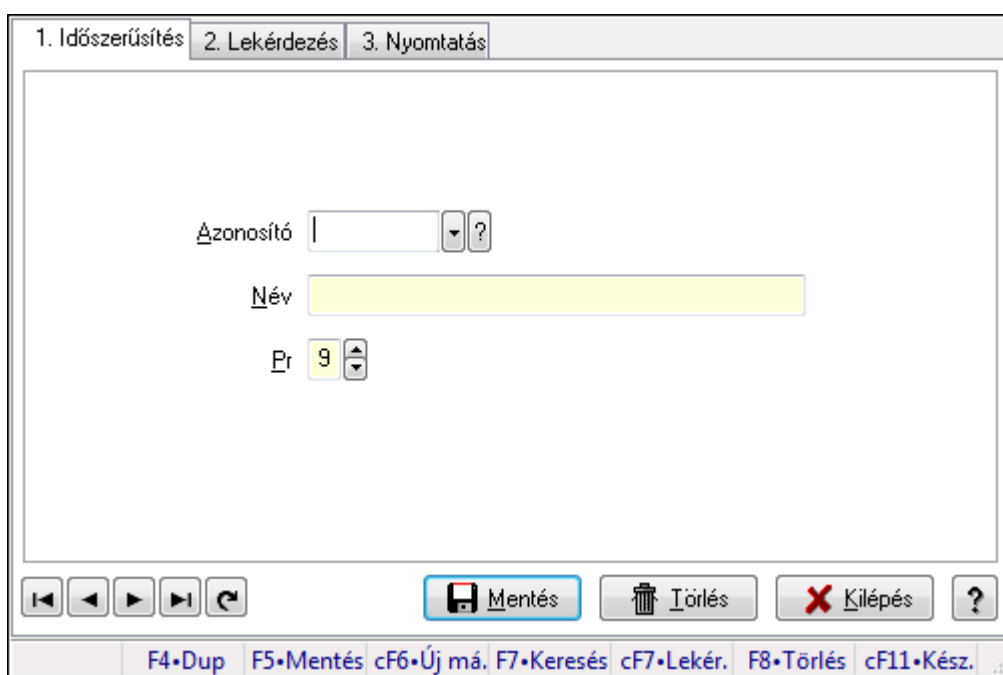 1. Időszerűsítés 2. Lekérdezés 3. Nyomtatás
Azonosító ?
Név
Pr 9
Mentés Törlés Kilépés ?
F4•Dup F5•Mentés cF6•Új má. F7•Keresés cF7•Lekér. F8•Törlés cF11•Kész.